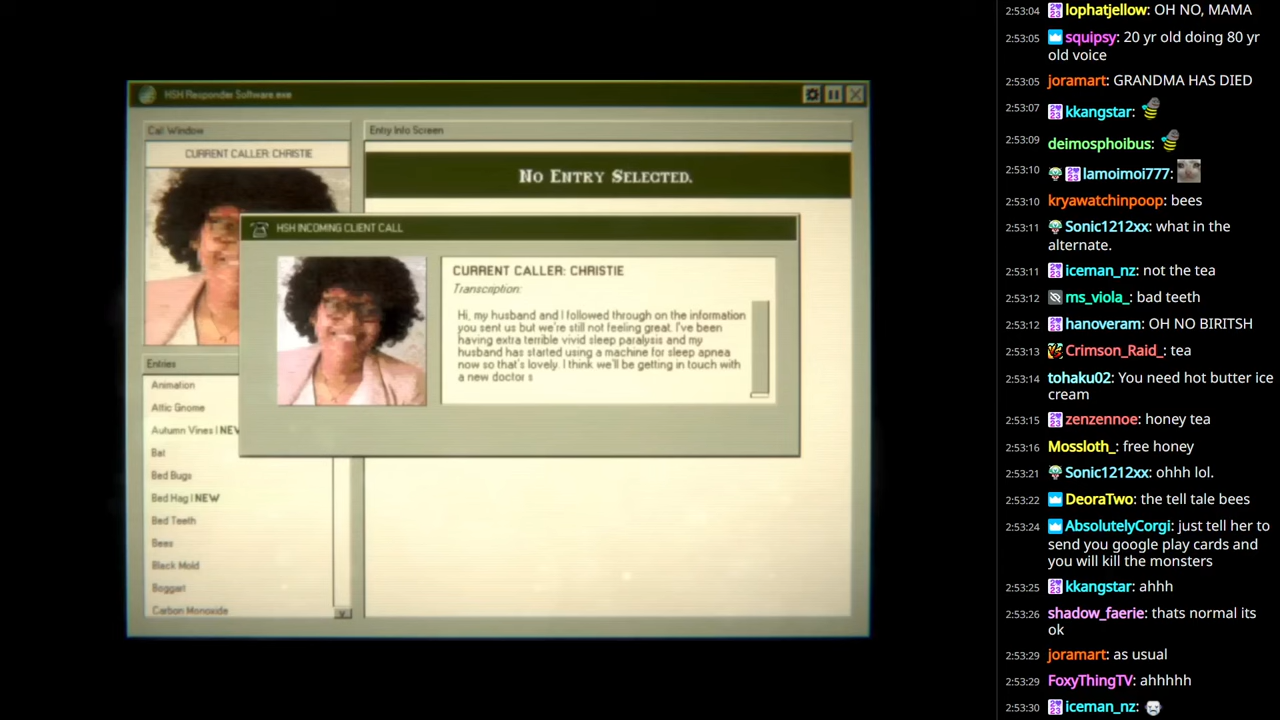 HSH Responder Software.exe
Call Window
CURRENT CALLER: CHRISTIE
Entries
Animation
Attic Gnome
Autumn Vines | NEW
Bat
Bed Bugs
Bed Hag | NEW
Bed Teeth
Bees
Black Mold
Boggart
Carbon Monoxide
Entry Info Screen
NO ENTRY SELECTED.
HSH INCOMING CLIENT CALL
CURRENT CALLER: CHRISTIE
Transcription:
Hi, my husband and I followed through on the information
you sent us but we're still not feeling great. I've been
having extra terrible vivid sleep paralysis and my
husband has started using a machine for sleep apnea
now so that's lovely. I think we'll be getting in touch with
a new doctor s
2:53:04 lophatjellow: OH NO, MAMA
2:53:05 squipsy: 20 yr old doing 80 yr
old voice
2:53:05 joramart: GRANDMA HAS DIED
2:53:07 kkangstar:
2:53:09 deimosphoibus:
2:53:10 lamoimoi777:
2:53:10 kryawatchinpoop: bees
2:53:11 Sonic1212xx: what in the
alternate.
2:53:11 iceman_nz: not the tea
2:53:12 ms_viola_: bad teeth
2:53:12 hanoveram: OH NO BIRITSH
2:53:13 Crimson_Raid_: tea
2:53:14 tohaku02: You need hot butter ice
cream
2:53:15 zenzennoe: honey tea
2:53:16 Mossloth_: free honey
2:53:21 Sonic1212xx: ohhh lol.
2:53:22 DeoraTwo: the tell tale bees
2:53:24 AbsolutelyCorgi: just tell her to
send you google play cards and
you will kill the monsters
2:53:25 kkangstar: ahhh
2:53:26 shadow_faerie: thats normal its
ok
2:53:29 joramart: as usual
2:53:29 FoxyThingTV: ahhhhh
2:53:30 iceman_nz: